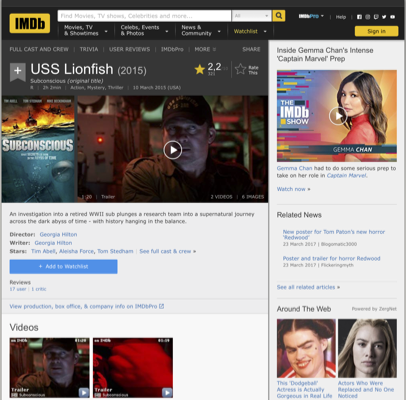 IMDb
Find Movies, TV shows, Celebrities and more...
All
IMDbPro
Help
Movies, TV
& Showtimes
Celebs, Events
& Photos
News &
Community
Watchlist
Sign in
FULL CAST AND CREW | TRIVIA | USER REVIEWS | IMDbPro | MORE
SHARE
USS Lionfish (2015)
Subconscious (original title)
R | 2h 2min | Action, Mystery, Thriller | 10 March 2015 (USA)
2,2
Rate
This
SUBCONSCIOUS
1:20 | Trailer
2 VIDEOS | 6 IMAGES
An investigation into a retired WWII sub plunges a research team into a supernatural journey
across the dark abyss of time - with history hanging in the balance.
Director: Georgia Hilton
Writer: Georgia Hilton
Stars: Tim Abell, Aleisha Force, Tom Stedham | See full cast & crew »
+ Add to Watchlist
Reviews
17 user | 1 critic
View production, box office, & company info on IMDbPro
Videos
Trailer
Trailer
Inside Gemma Chan's Intense
'Captain Marvel' Prep
THE
IMDb
SHOW
GEMMA CHAN
Gemma Chan had to do some serious prep to
take on her role in Captain Marvel.
Watch now »
Related News
New poster for Tom Paton's new horror
'Redwood'
23 March 2017 | Blogomatic3000
Poster and trailer for horror Redwood
23 March 2017 | Flickeringmyth
See all related articles »
Around The Web
Powered by ZergNet
This 'Dodgeball'
Actress is Actually
Gorgeous in Real Life
Actors Who Were
Replaced and No One
Noticed